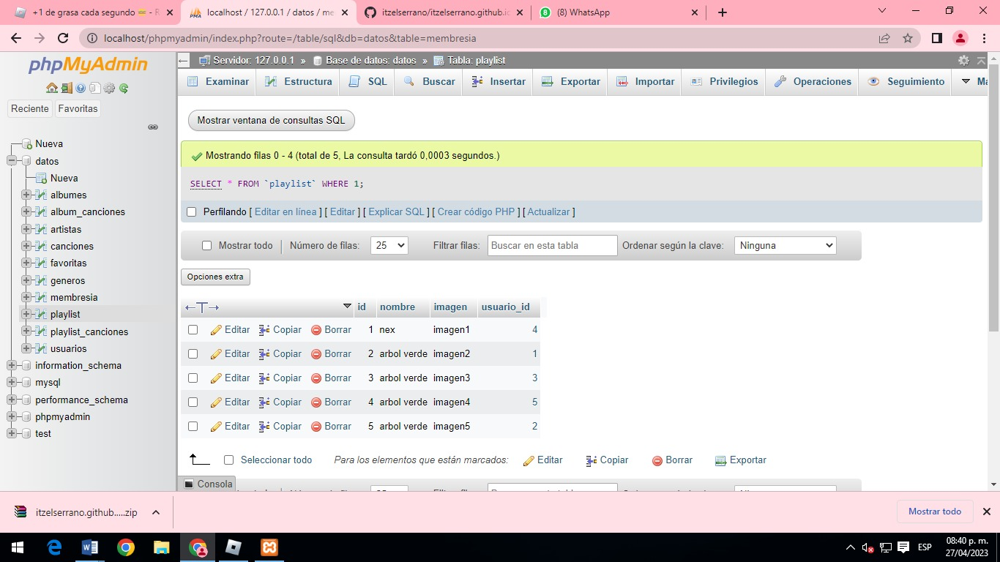 +1 de grasa cada segundo
localhost / 127.0.0.1 / datos / me
itzelserrano/itzelserrano.github.io
(8) WhatsApp
localhost/phpmyadmin/index.php?route=/table/sql&db=datos&table=membresia
phpMyAdmin
Reciente Favoritas
Nueva
datos
Nueva
albumes
album_canciones
artistas
canciones
favoritas
generos
membresia
playlist
playlist_canciones
usuarios
information_schema
mysql
performance_schema
phpmyadmin
test
Servidor: 127.0.0.1 » Base de datos: datos » Tabla: playlist
Examinar Estructura SQL Buscar Insertar Exportar Importar Privilegios Operaciones Seguimiento Má
Mostrar ventana de consultas SQL
Mostrando filas 0 - 4 (total de 5, La consulta tardó 0,0003 segundos.)
SELECT * FROM `playlist` WHERE 1;
Perfilando [ Editar en línea ] [ Editar ] [ Explicar SQL ] [ Crear código PHP ] [ Actualizar ]
Mostrar todo Número de filas: 25 Filtrar filas: Buscar en esta tabla Ordenar según la clave: Ninguna
Opciones extra
←T→ id nombre imagen usuario_id
Editar Copiar Borrar 1 nex imagen1 4
Editar Copiar Borrar 2 arbol verde imagen2 1
Editar Copiar Borrar 3 arbol verde imagen3 3
Editar Copiar Borrar 4 arbol verde imagen4 5
Editar Copiar Borrar 5 arbol verde imagen5 2
Seleccionar todo Para los elementos que están marcados: Editar Copiar Borrar Exportar
Consola
itzelserrano.github.....zip
Mostrar todo
ESP
08:40 p. m.
27/04/2023